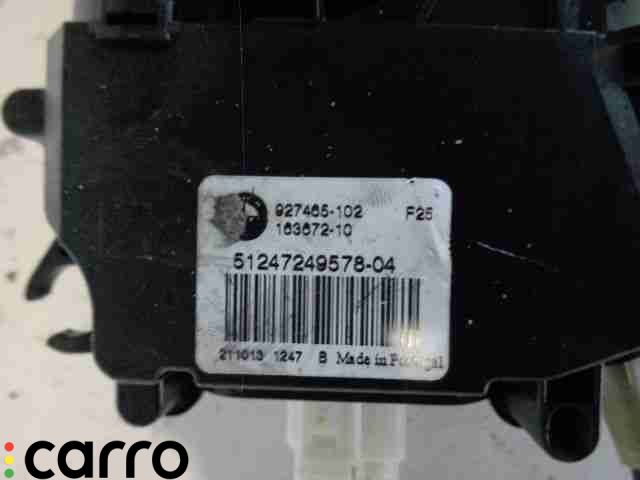 927465-102 F25
163672-10
51247249578-04
211013 1247 B Made in Portugal
carro